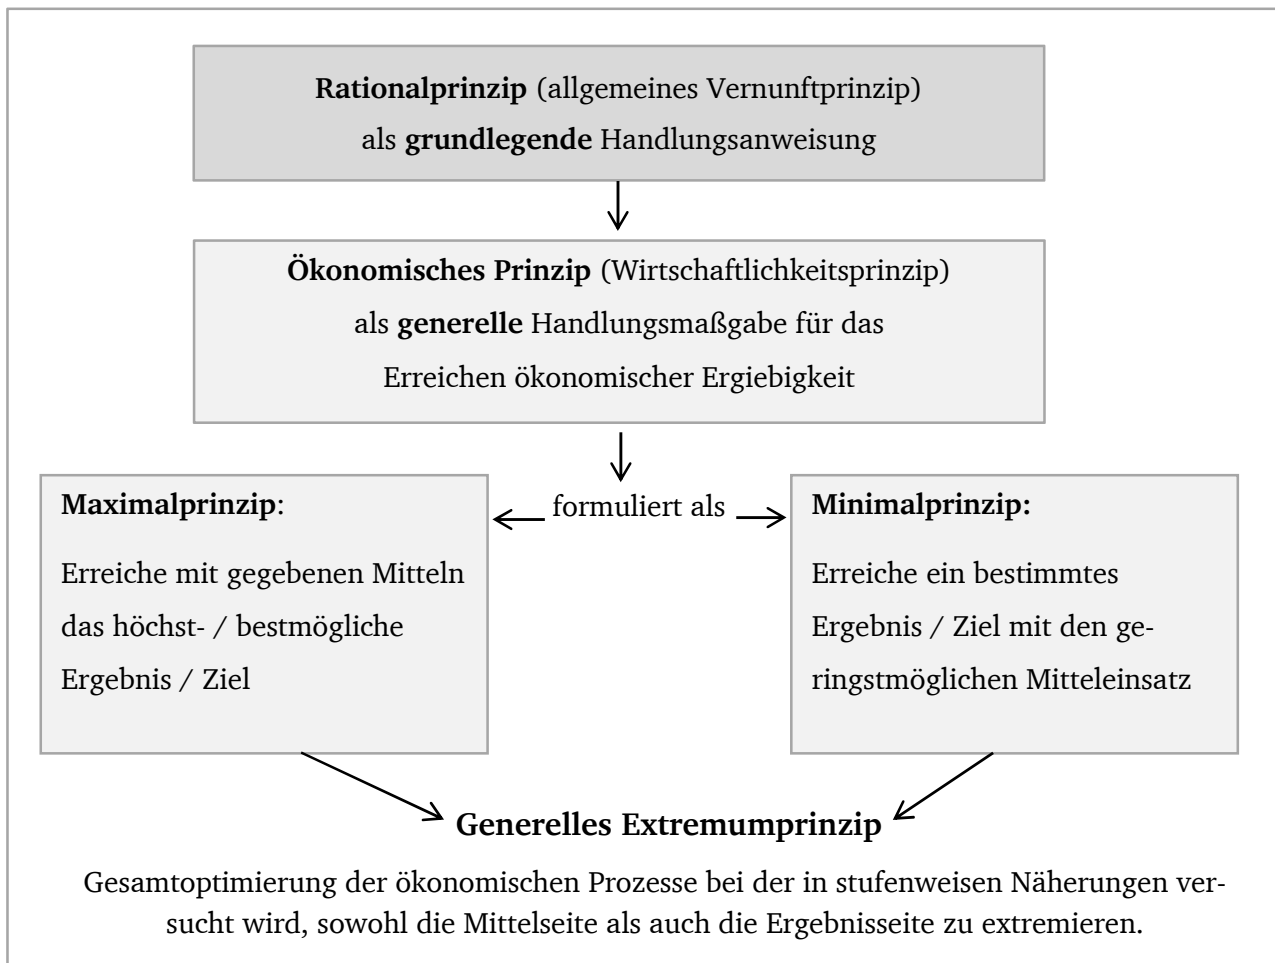 Rationalprinzip (allgemeines Vernunftprinzip)
als grundlegende Handlungsanweisung
Ökonomisches Prinzip (Wirtschaftlichkeitsprinzip)
als generelle Handlungsmaßgabe für das
Erreichen ökonomischer Ergiebigkeit
formuliert als
Maximalprinzip:
Erreiche mit gegebenen Mitteln
das höchst- / bestmögliche
Ergebnis / Ziel
Minimalprinzip:
Erreiche ein bestimmtes
Ergebnis / Ziel mit den ge-
ringstmöglichen Mitteleinsatz
Generelles Extremumprinzip
Gesamtoptimierung der ökonomischen Prozesse bei der in stufenweisen Näherungen ver-
sucht wird, sowohl die Mittelseite als auch die Ergebnisseite zu extremieren.